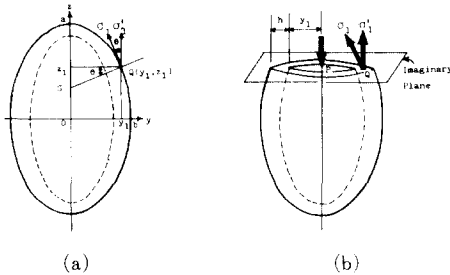 z
a
σ₁ σ₁'
θ
z₁
θ
Q(y₁,z₁)
S
O
y₁ b y
(a)
h y₁ σ₁ σ₁'
P
Q
Imaginary
Plane
(b)